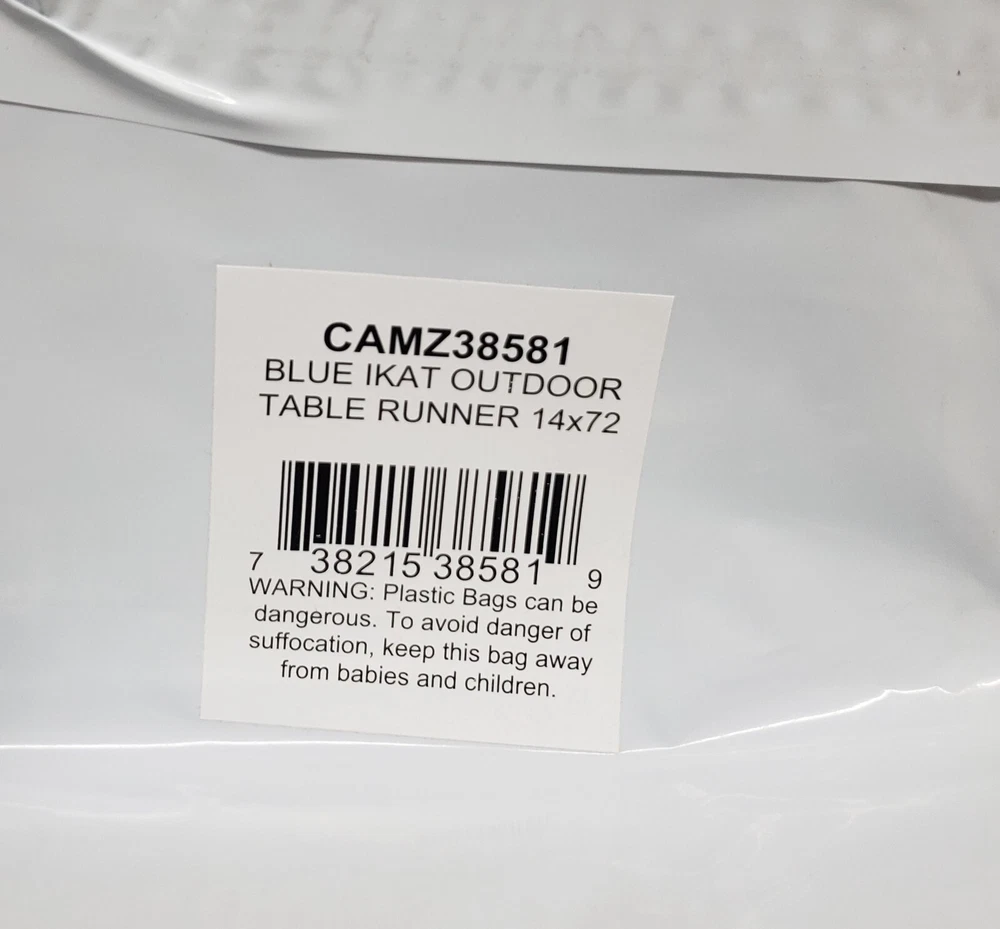 CAMZ38581
BLUE IKAT OUTDOOR
TABLE RUNNER 14x72
7 38215 38581 9
WARNING: Plastic Bags can be
dangerous. To avoid danger of
suffocation, keep this bag away
from babies and children.